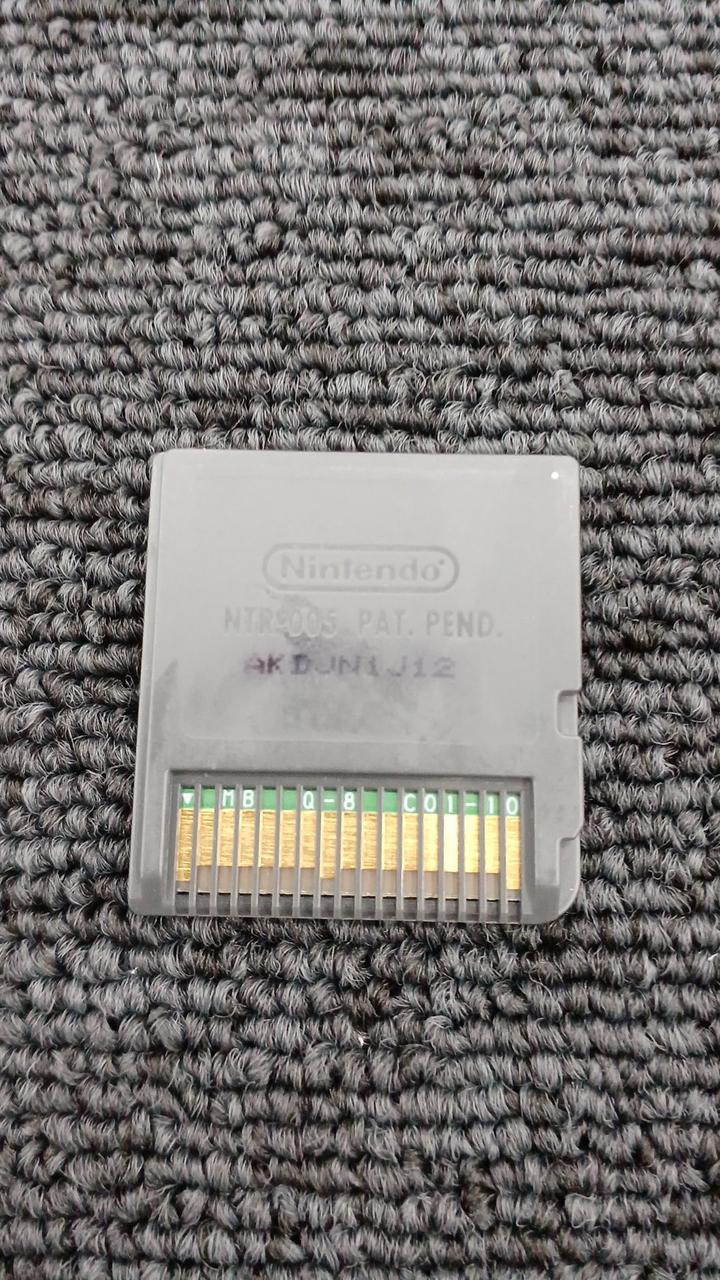 Nintendo
NTR-005 PAT. PEND.
AKDJN1J12
▼ MB Q-8 C01-10